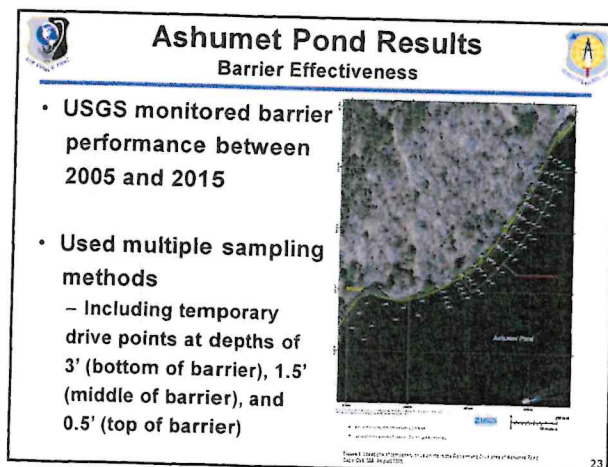 Ashumet Pond Results
Barrier Effectiveness
• USGS monitored barrier
performance between
2005 and 2015
• Used multiple sampling
methods
– Including temporary
drive points at depths of
3' (bottom of barrier), 1.5'
(middle of barrier), and
0.5' (top of barrier)
Ashumet Pond
USGS
23